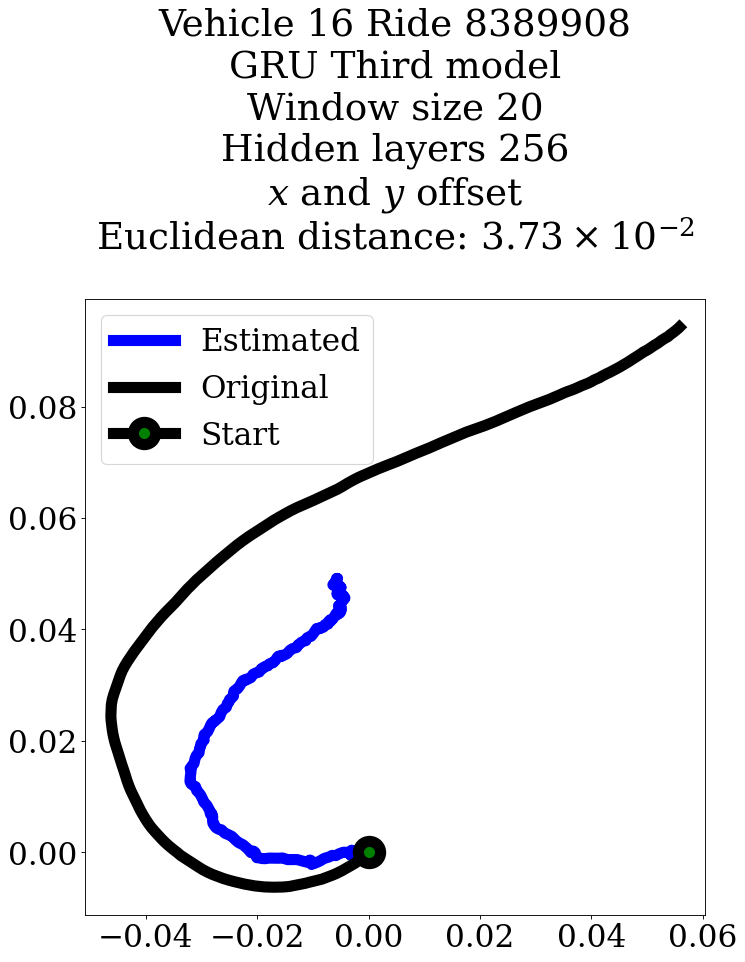 Vehicle 16 Ride 8389908
GRU Third model
Window size 20
Hidden layers 256
x and y offset
Euclidean distance: 3.73 × 10⁻²
Estimated
Original
Start
0.08
0.06
0.04
0.02
0.00
−0.04 −0.02 0.00 0.02 0.04 0.06